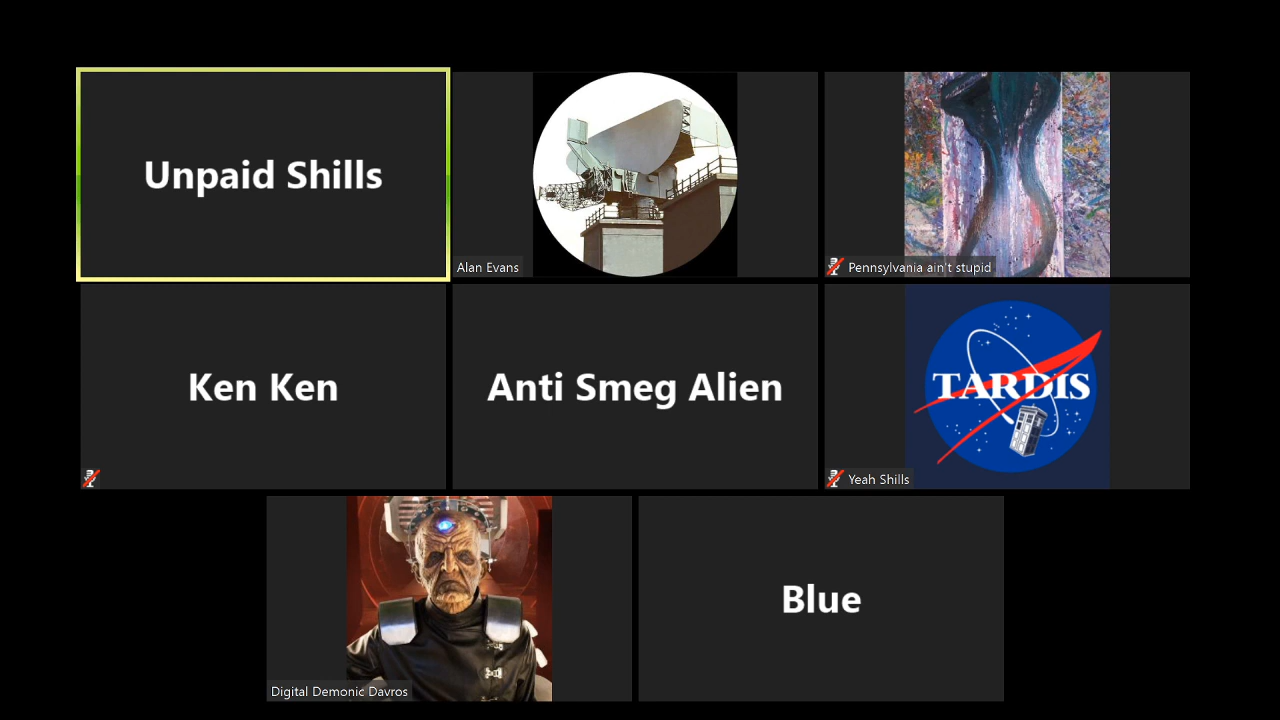 Unpaid Shills
Alan Evans
Pennsylvania ain't stupid
Ken Ken
Anti Smeg Alien
TARDIS
Yeah Shills
Digital Demonic Davros
Blue